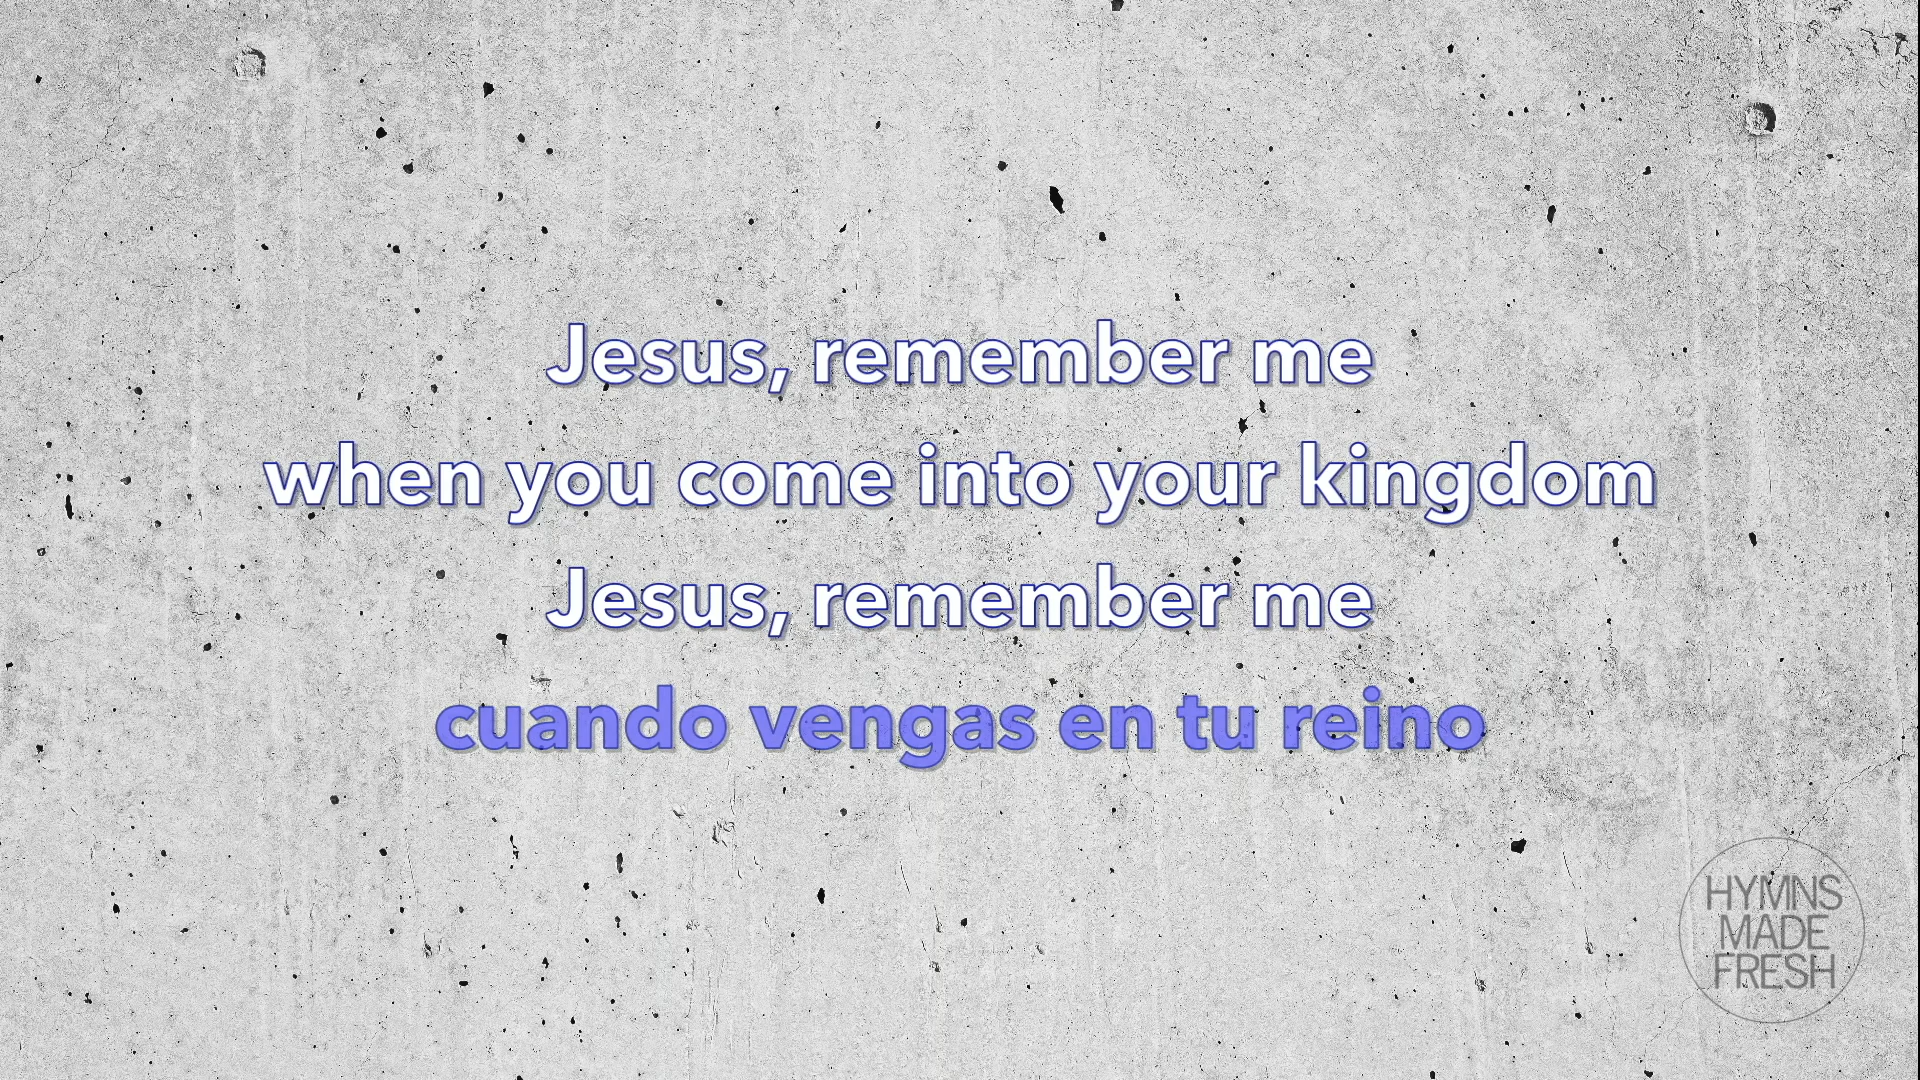 Jesus, remember me
when you come into your kingdom
Jesus, remember me
cuando vengas en tu reino
HYMNS
MADE
FRESH